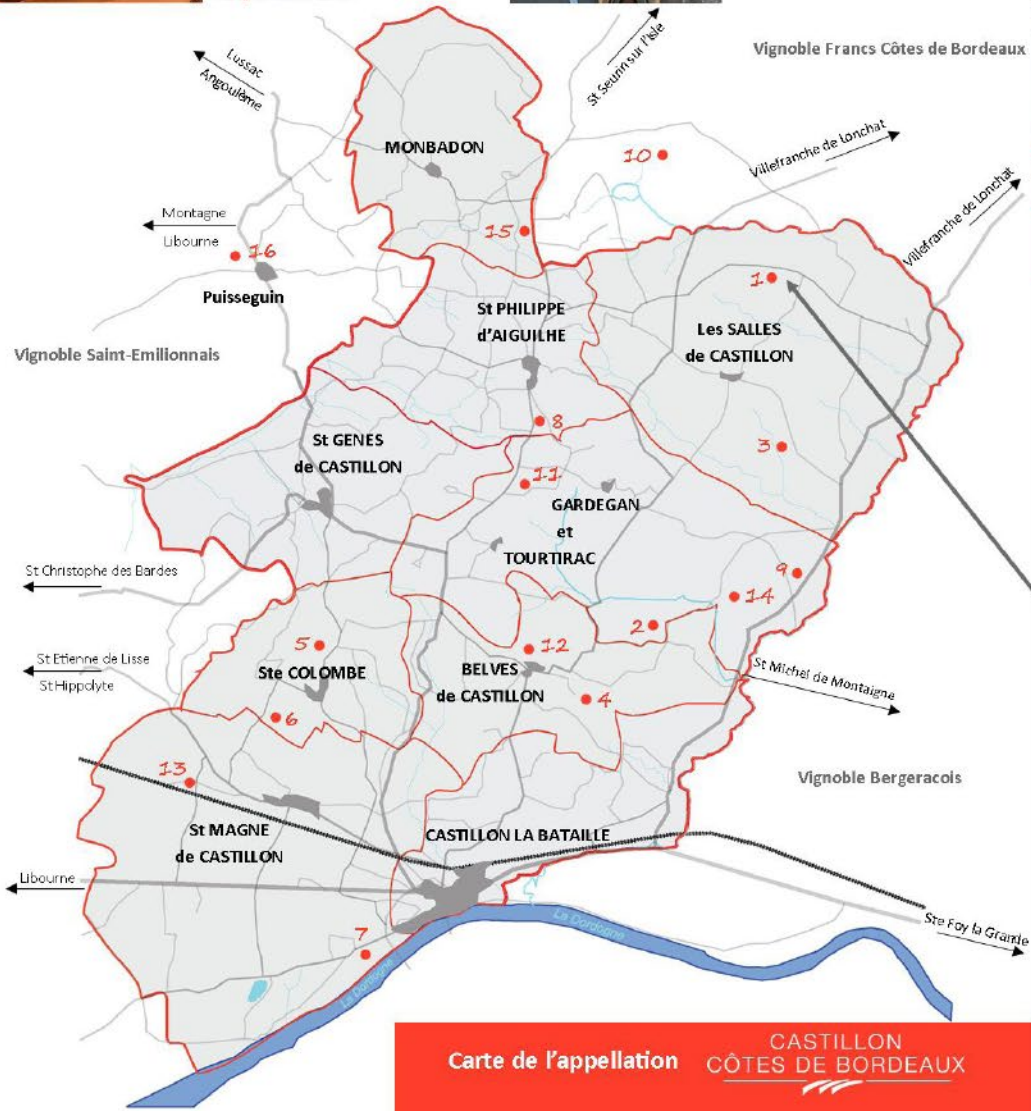 Lussac
Angoulême
St Seurin sur l'Isle
Vignoble Francs Côtes de Bordeaux
MONBADON
10
Villefranche de Lonchat
Villefranche de Lonchat
Montagne
Libourne
15
16
Puisseguin
1
St PHILIPPE
d'AIGUILHE
Les SALLES
de CASTILLON
Vignoble Saint-Emilionnais
8
St GENES
de CASTILLON
3
11
GARDEGAN
et
TOURTIRAC
St Christophe des Bardes
9
14
2
5
12
St Etienne de Lisse
St Hippolyte
Ste COLOMBE
BELVES
de CASTILLON
St Michel de Montaigne
4
6
13
Vignoble Bergeracois
St MAGNE
de CASTILLON
CASTILLON LA BATAILLE
Libourne
Ste Foy la Grande
La Dordogne
7
La Dordogne
Carte de l'appellation
CASTILLON
CÔTES DE BORDEAUX